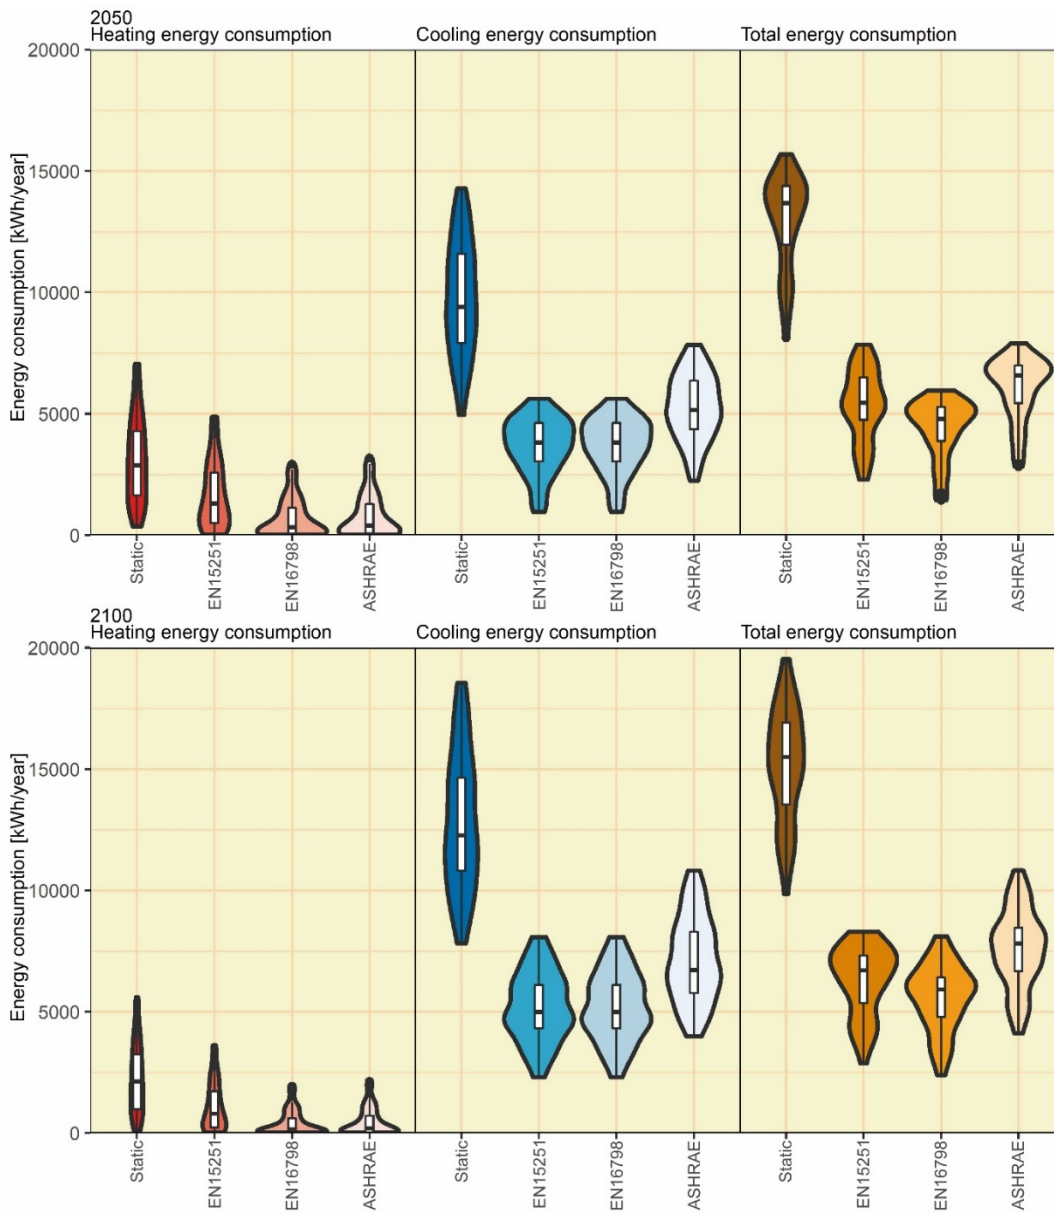 2050
Heating energy consumption Cooling energy consumption Total energy consumption
20000
15000
10000
5000
0
Energy consumption [kWh/year]
Static EN15251 EN16798 ASHRAE Static EN15251 EN16798 ASHRAE Static EN15251 EN16798 ASHRAE
2100
Heating energy consumption Cooling energy consumption Total energy consumption
20000
15000
10000
5000
0
Energy consumption [kWh/year]
Static EN15251 EN16798 ASHRAE Static EN15251 EN16798 ASHRAE Static EN15251 EN16798 ASHRAE